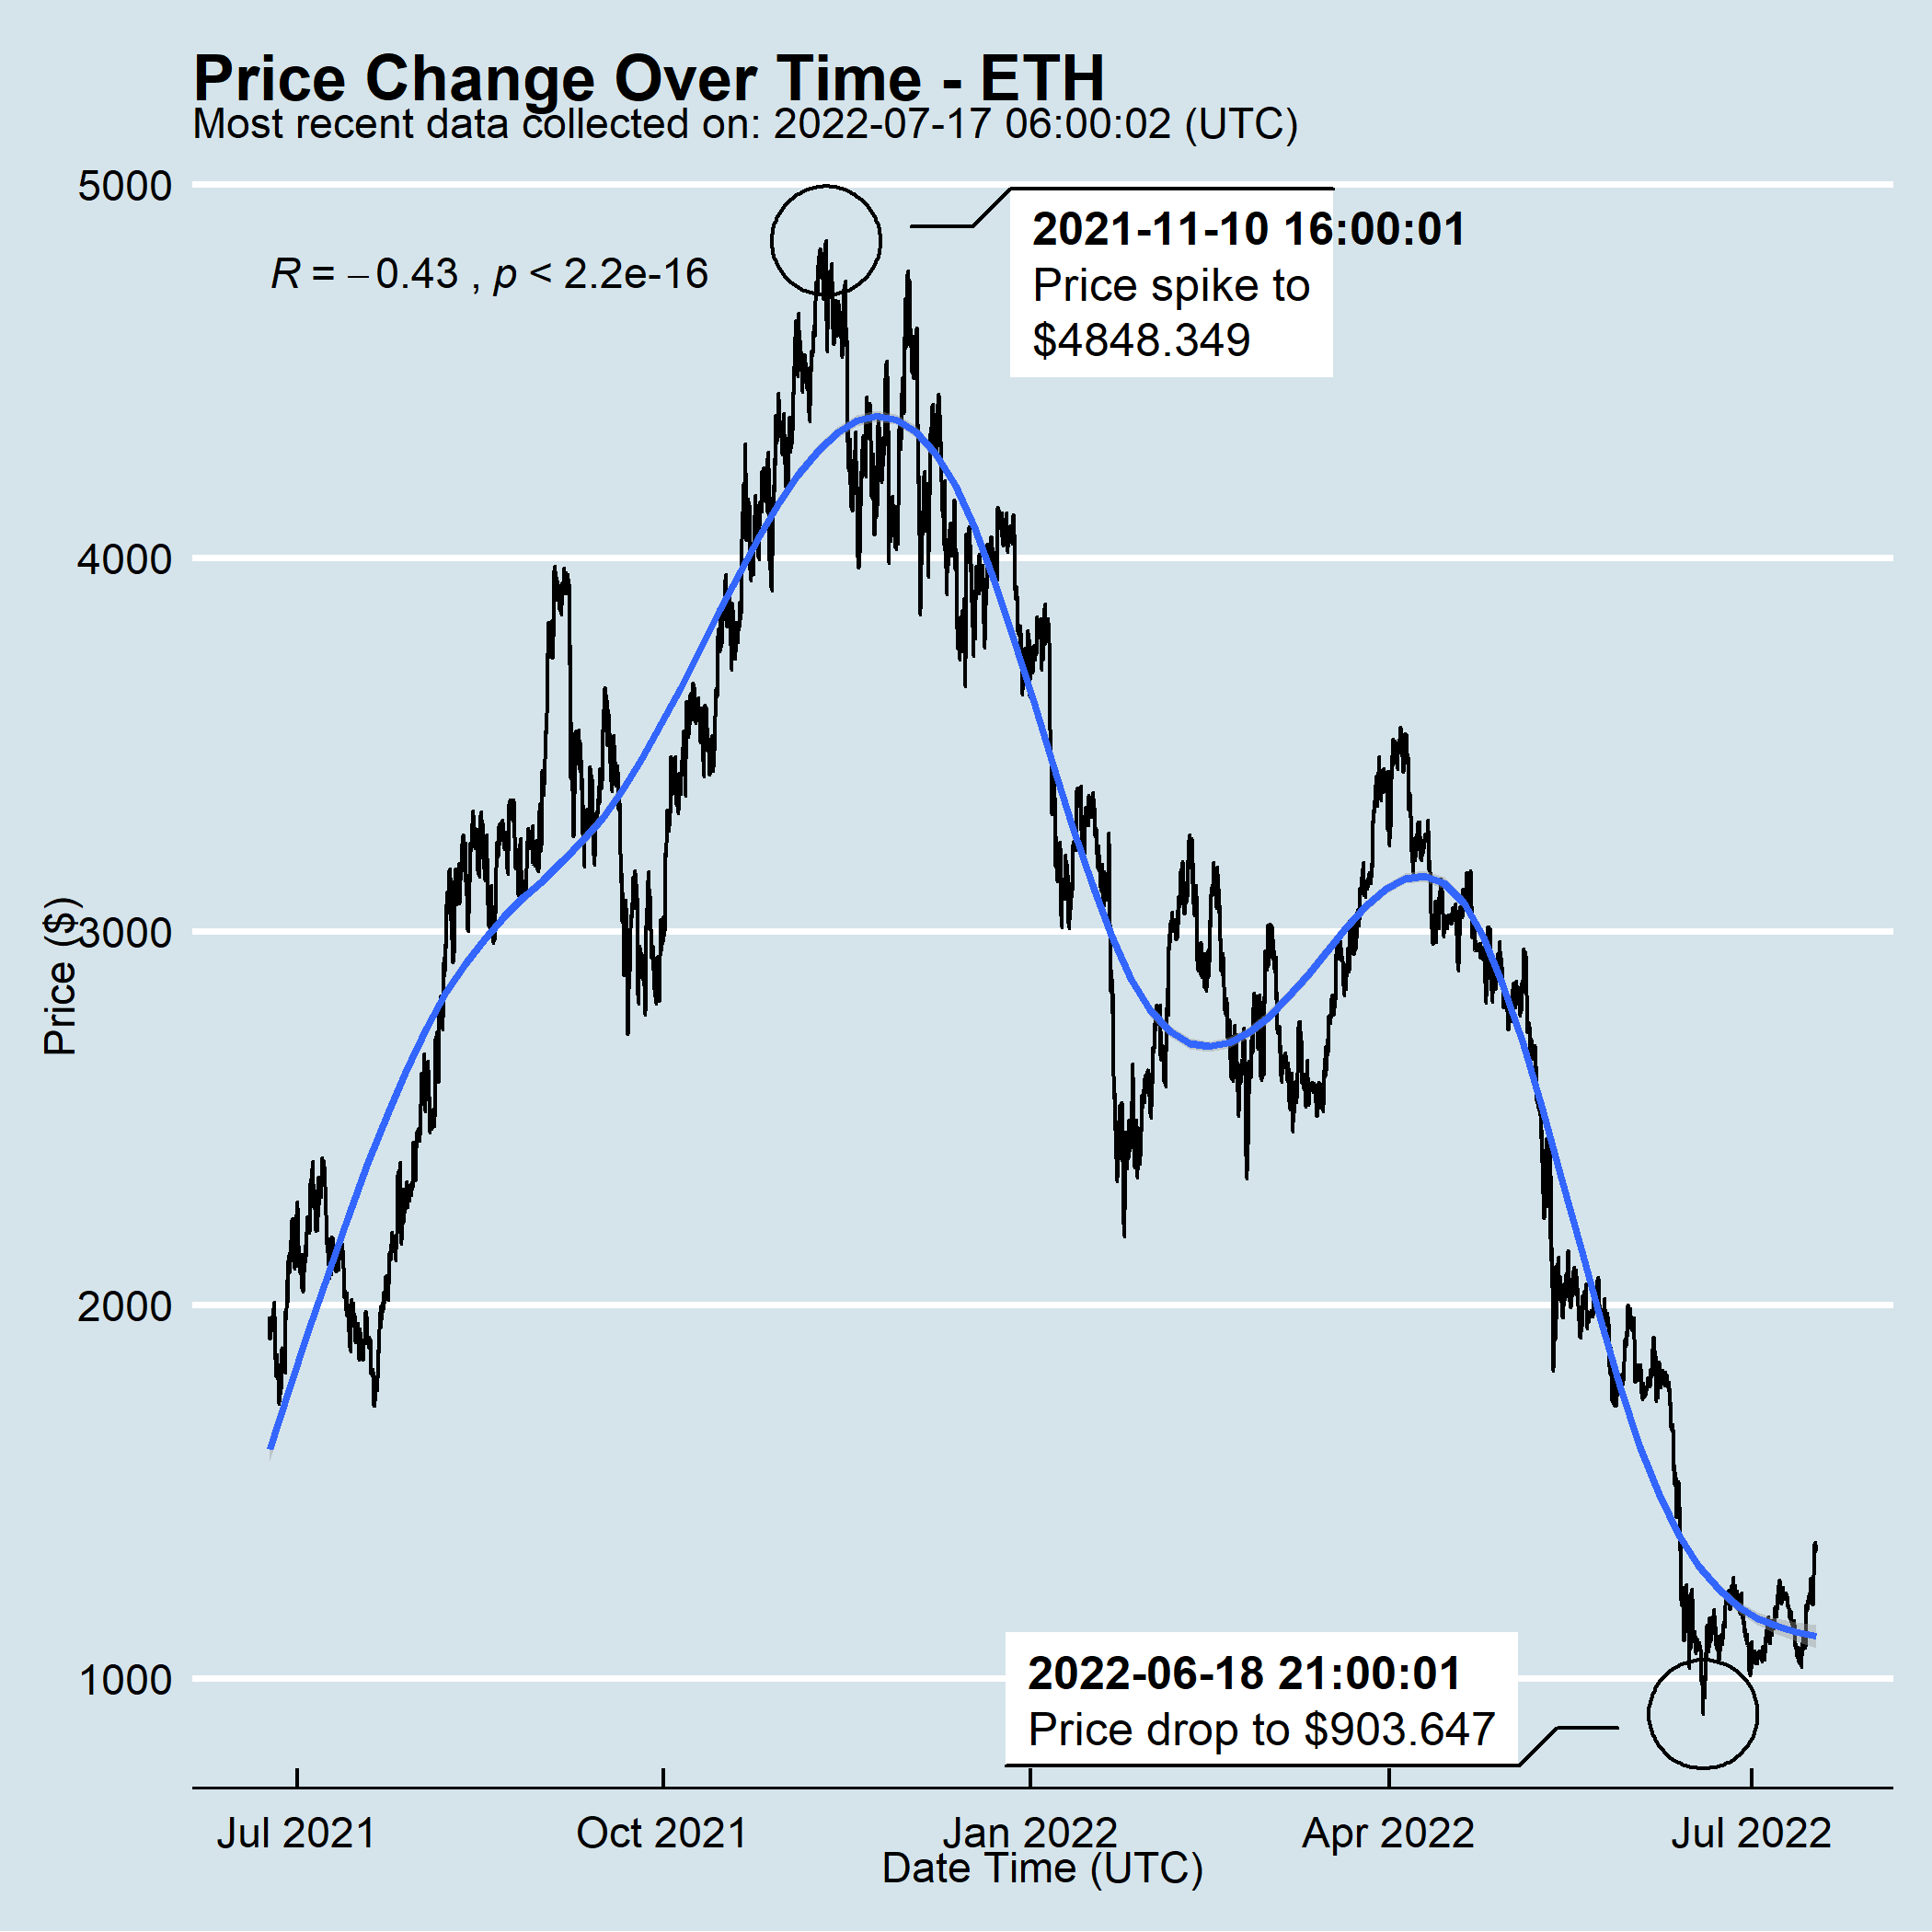 Price Change Over Time - ETH
Most recent data collected on: 2022-07-17 06:00:02 (UTC)
5000
2021-11-10 16:00:01
Price spike to
$4848.349
R = −0.43 , p < 2.2e-16
4000
3000
Price ($)
2000
1000
2022-06-18 21:00:01
Price drop to $903.647
Jul 2021
Oct 2021
Jan 2022
Apr 2022
Jul 2022
Date Time (UTC)